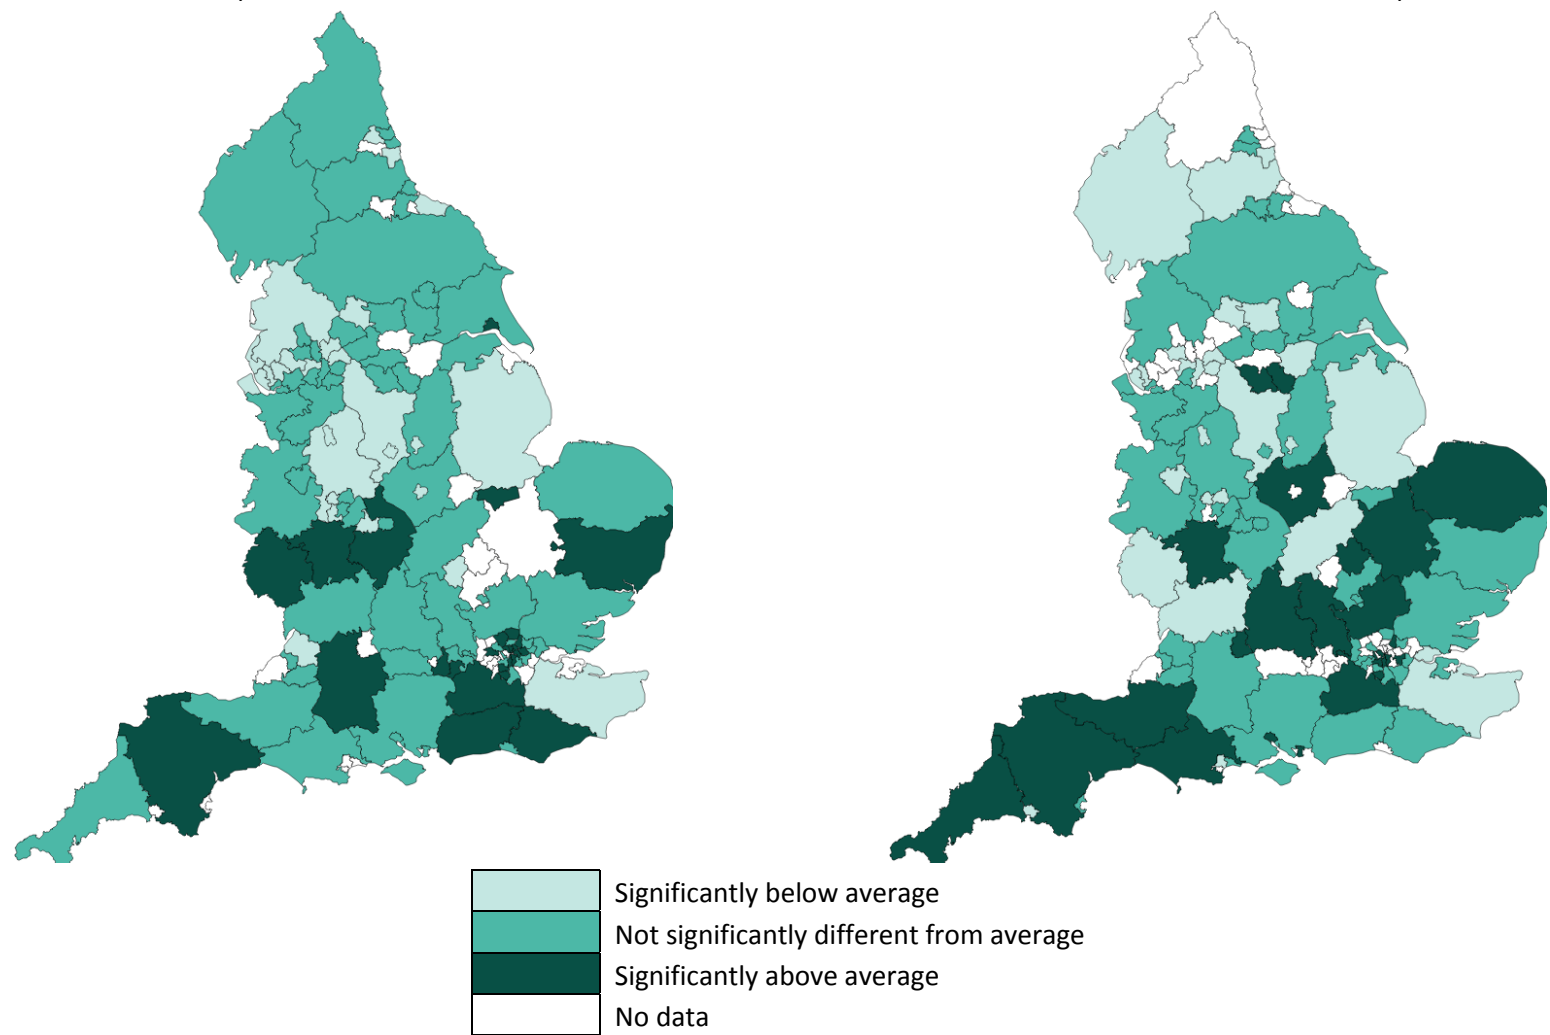 Significantly below average
Not significantly different from average
Significantly above average
No data